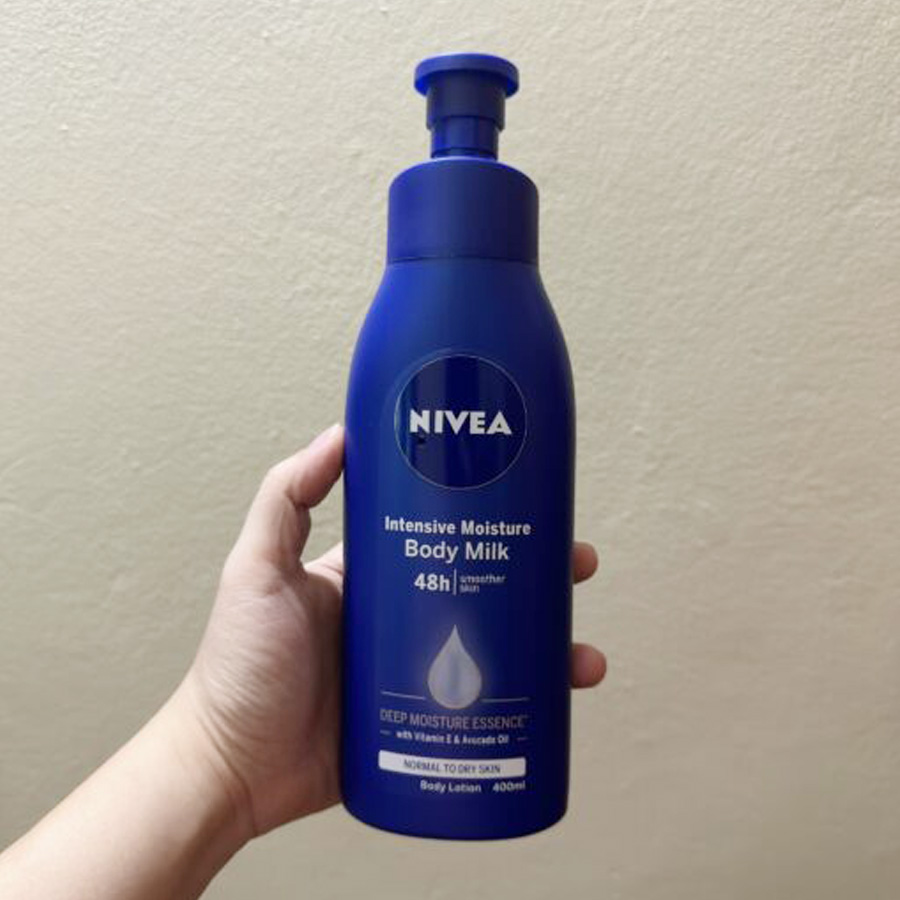 NIVEA
Intensive Moisture
Body Milk
48h smoother
skin
DEEP MOISTURE ESSENCE™
with Vitamin E & Avocado Oil
NORMAL TO DRY SKIN
Body Lotion 400ml